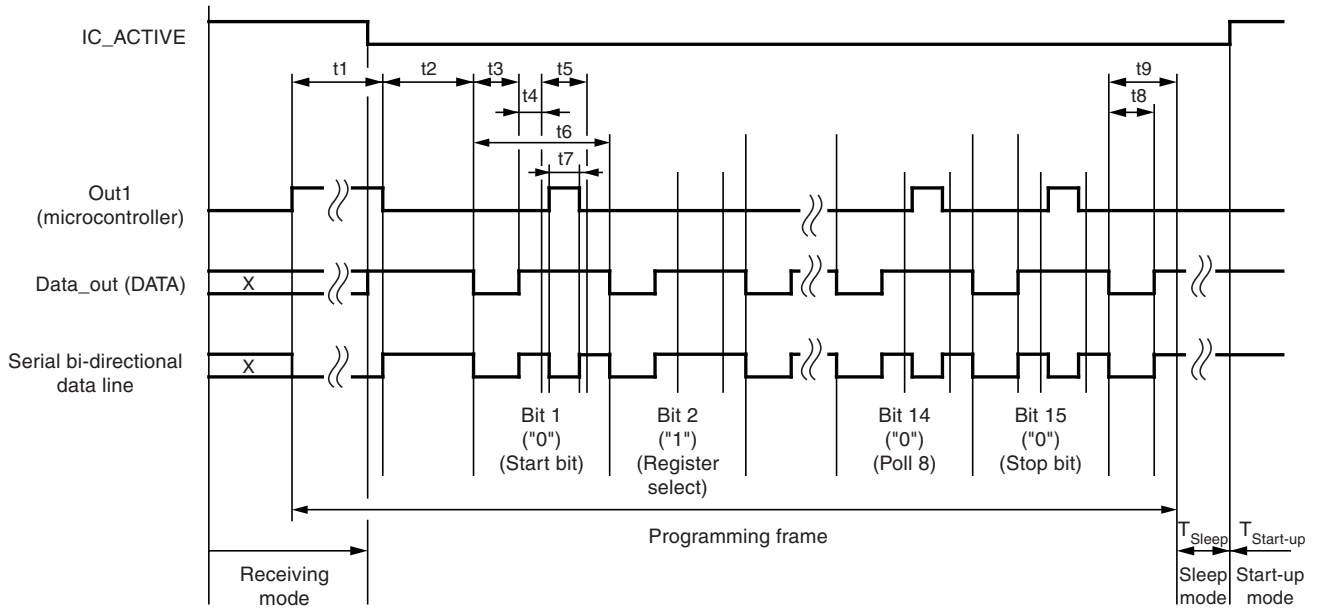 IC_ACTIVE
t1
t2
t3
t5
t9
t4
t8
t6
t7
Out1
(microcontroller)
Data_out (DATA)
X
Serial bi-directional
data line
X
Bit 1
("0")
(Start bit)
Bit 2
("1")
(Register
select)
Bit 14
("0")
(Poll 8)
Bit 15
("0")
(Stop bit)
Programming frame
TSleep
TStart-up
Receiving
mode
Sleep
mode
Start-up
mode